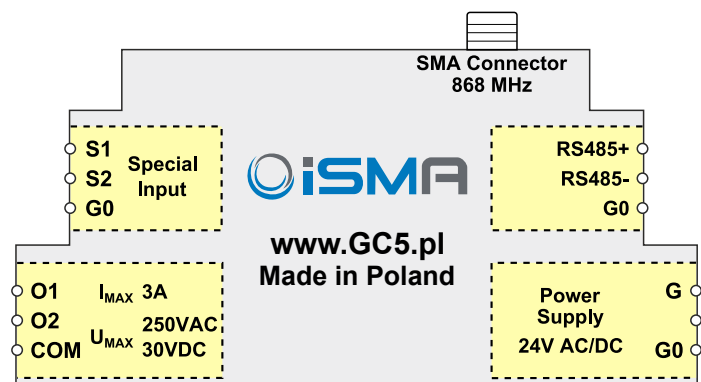 SMA Connector
868 MHz
S1
S2
G0
Special
Input
iSMA
RS485+
RS485-
G0
www.GC5.pl
Made in Poland
O1
O2
COM
IMAX 3A
UMAX 250VAC
30VDC
Power
Supply
24V AC/DC
G
G0